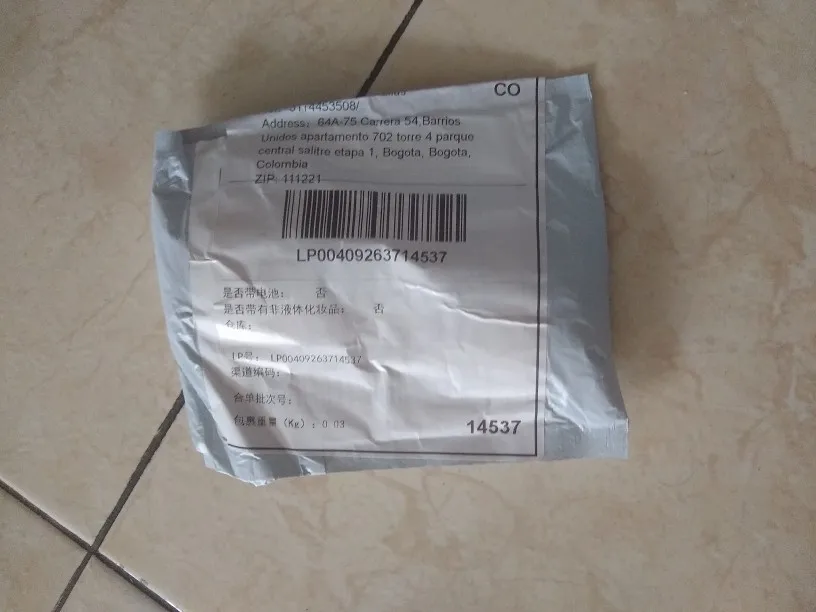 CO
3114453508/
Address: 64A-75 Carrera 54,Barrios
Unidos apartamento 702 torre 4 parque
central salitre etapa 1, Bogota, Bogota,
Colombia
ZIP: 111221
LP00409263714537
是否带电池： 否
是否带有非液体化妆品： 否
仓库：
LP号： LP00409263714537
渠道编码：
合单批次号：
包裹重量（Kg）：0.03
14537